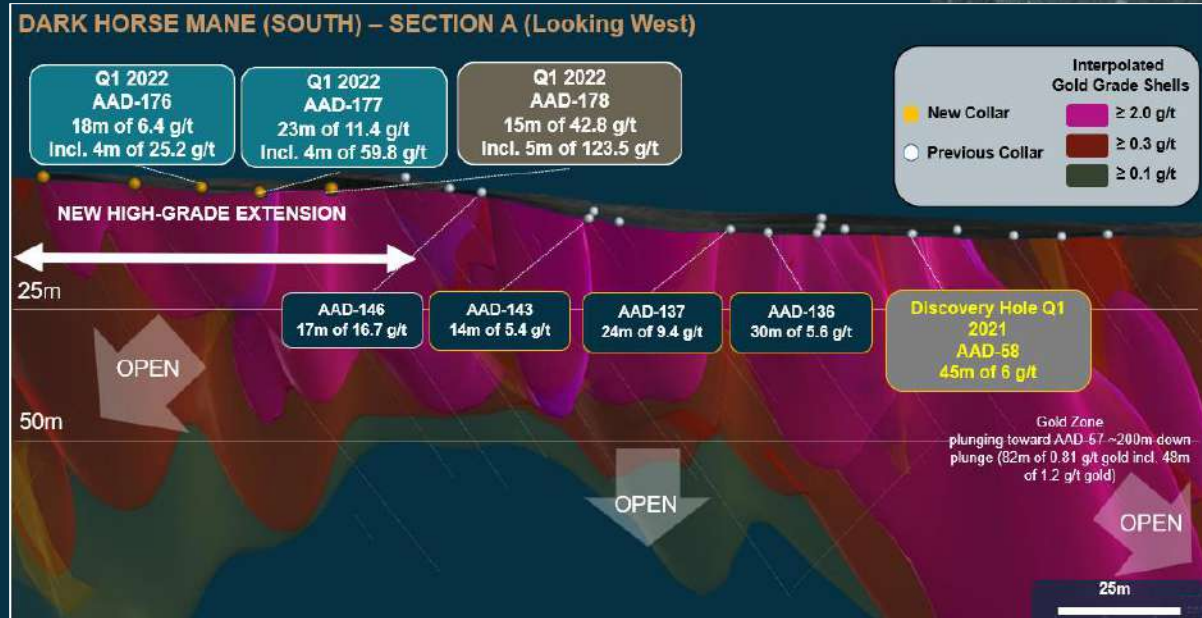 DARK HORSE MANE (SOUTH) – SECTION A (Looking West)
Q1 2022
AAD-176
18m of 6.4 g/t
Incl. 4m of 25.2 g/t
Q1 2022
AAD-177
23m of 11.4 g/t
Incl. 4m of 59.8 g/t
Q1 2022
AAD-178
15m of 42.8 g/t
Incl. 5m of 123.5 g/t
New Collar
Previous Collar
Interpolated
Gold Grade Shells
≥ 2.0 g/t
≥ 0.3 g/t
≥ 0.1 g/t
NEW HIGH-GRADE EXTENSION
25m
AAD-146
17m of 16.7 g/t
AAD-143
14m of 5.4 g/t
AAD-137
24m of 9.4 g/t
AAD-136
30m of 5.6 g/t
Discovery Hole Q1
2021
AAD-58
45m of 6 g/t
OPEN
50m
Gold Zone
plunging toward AAD-57 ~200m down
plunge (82m of 0.81 g/t gold incl. 48m
of 1.2 g/t gold)
OPEN
OPEN
25m